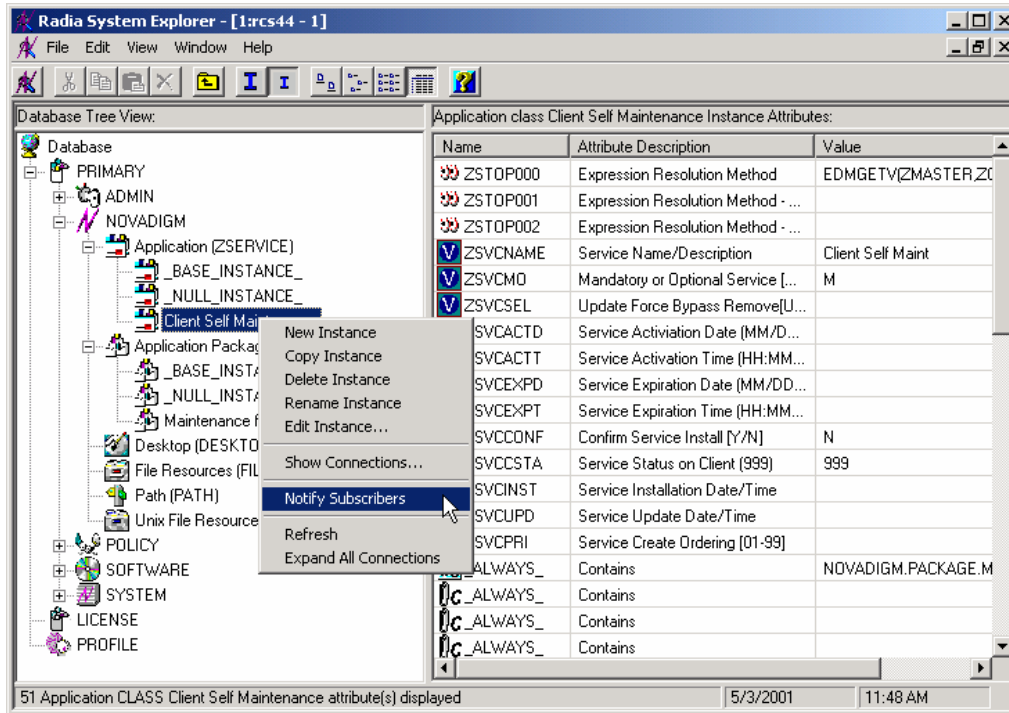 Radia System Explorer - [1:rcs44 - 1]
File Edit View Window Help
Database Tree View:
Application class Client Self Maintenance Instance Attributes:
Database
PRIMARY
ADMIN
NOVADIGM
Application (ZSERVICE)
_BASE_INSTANCE_
_NULL_INSTANCE_
Client Self Mai
Application Packag
_BASE_INSTA
_NULL_INSTA
Maintenance f
Desktop (DESKTO
File Resources (FIL
Path (PATH)
Unix File Resource
POLICY
SOFTWARE
SYSTEM
LICENSE
PROFILE
New Instance
Copy Instance
Delete Instance
Rename Instance
Edit Instance...
Show Connections...
Notify Subscribers
Refresh
Expand All Connections
Name Attribute Description Value
ZSTOP000 Expression Resolution Method EDMGETV(ZMASTER,ZO
ZSTOP001 Expression Resolution Method - ...
ZSTOP002 Expression Resolution Method - ...
V ZSVCNAME Service Name/Description Client Self Maint
V ZSVCMO Mandatory or Optional Service [... M
V ZSVCSEL Update Force Bypass Remove[U...
SVCACTD Service Activiation Date (MM/D...
SVCACTT Service Activation Time (HH:MM...
SVCEXPD Service Expiration Date (MM/DD...
SVCEXPT Service Expiration Time (HH:MM...
SVCCONF Confirm Service Install [Y/N] N
SVCCSTA Service Status on Client (999) 999
SVCINST Service Installation Date/Time
SVCUPD Service Update Date/Time
SVCPRI Service Create Ordering [01-99]
_ALWAYS_ Contains NOVADIGM.PACKAGE.M
C _ALWAYS_ Contains
C _ALWAYS_ Contains
C _ALWAYS_ Contains
51 Application CLASS Client Self Maintenance attribute(s) displayed 5/3/2001 11:48 AM